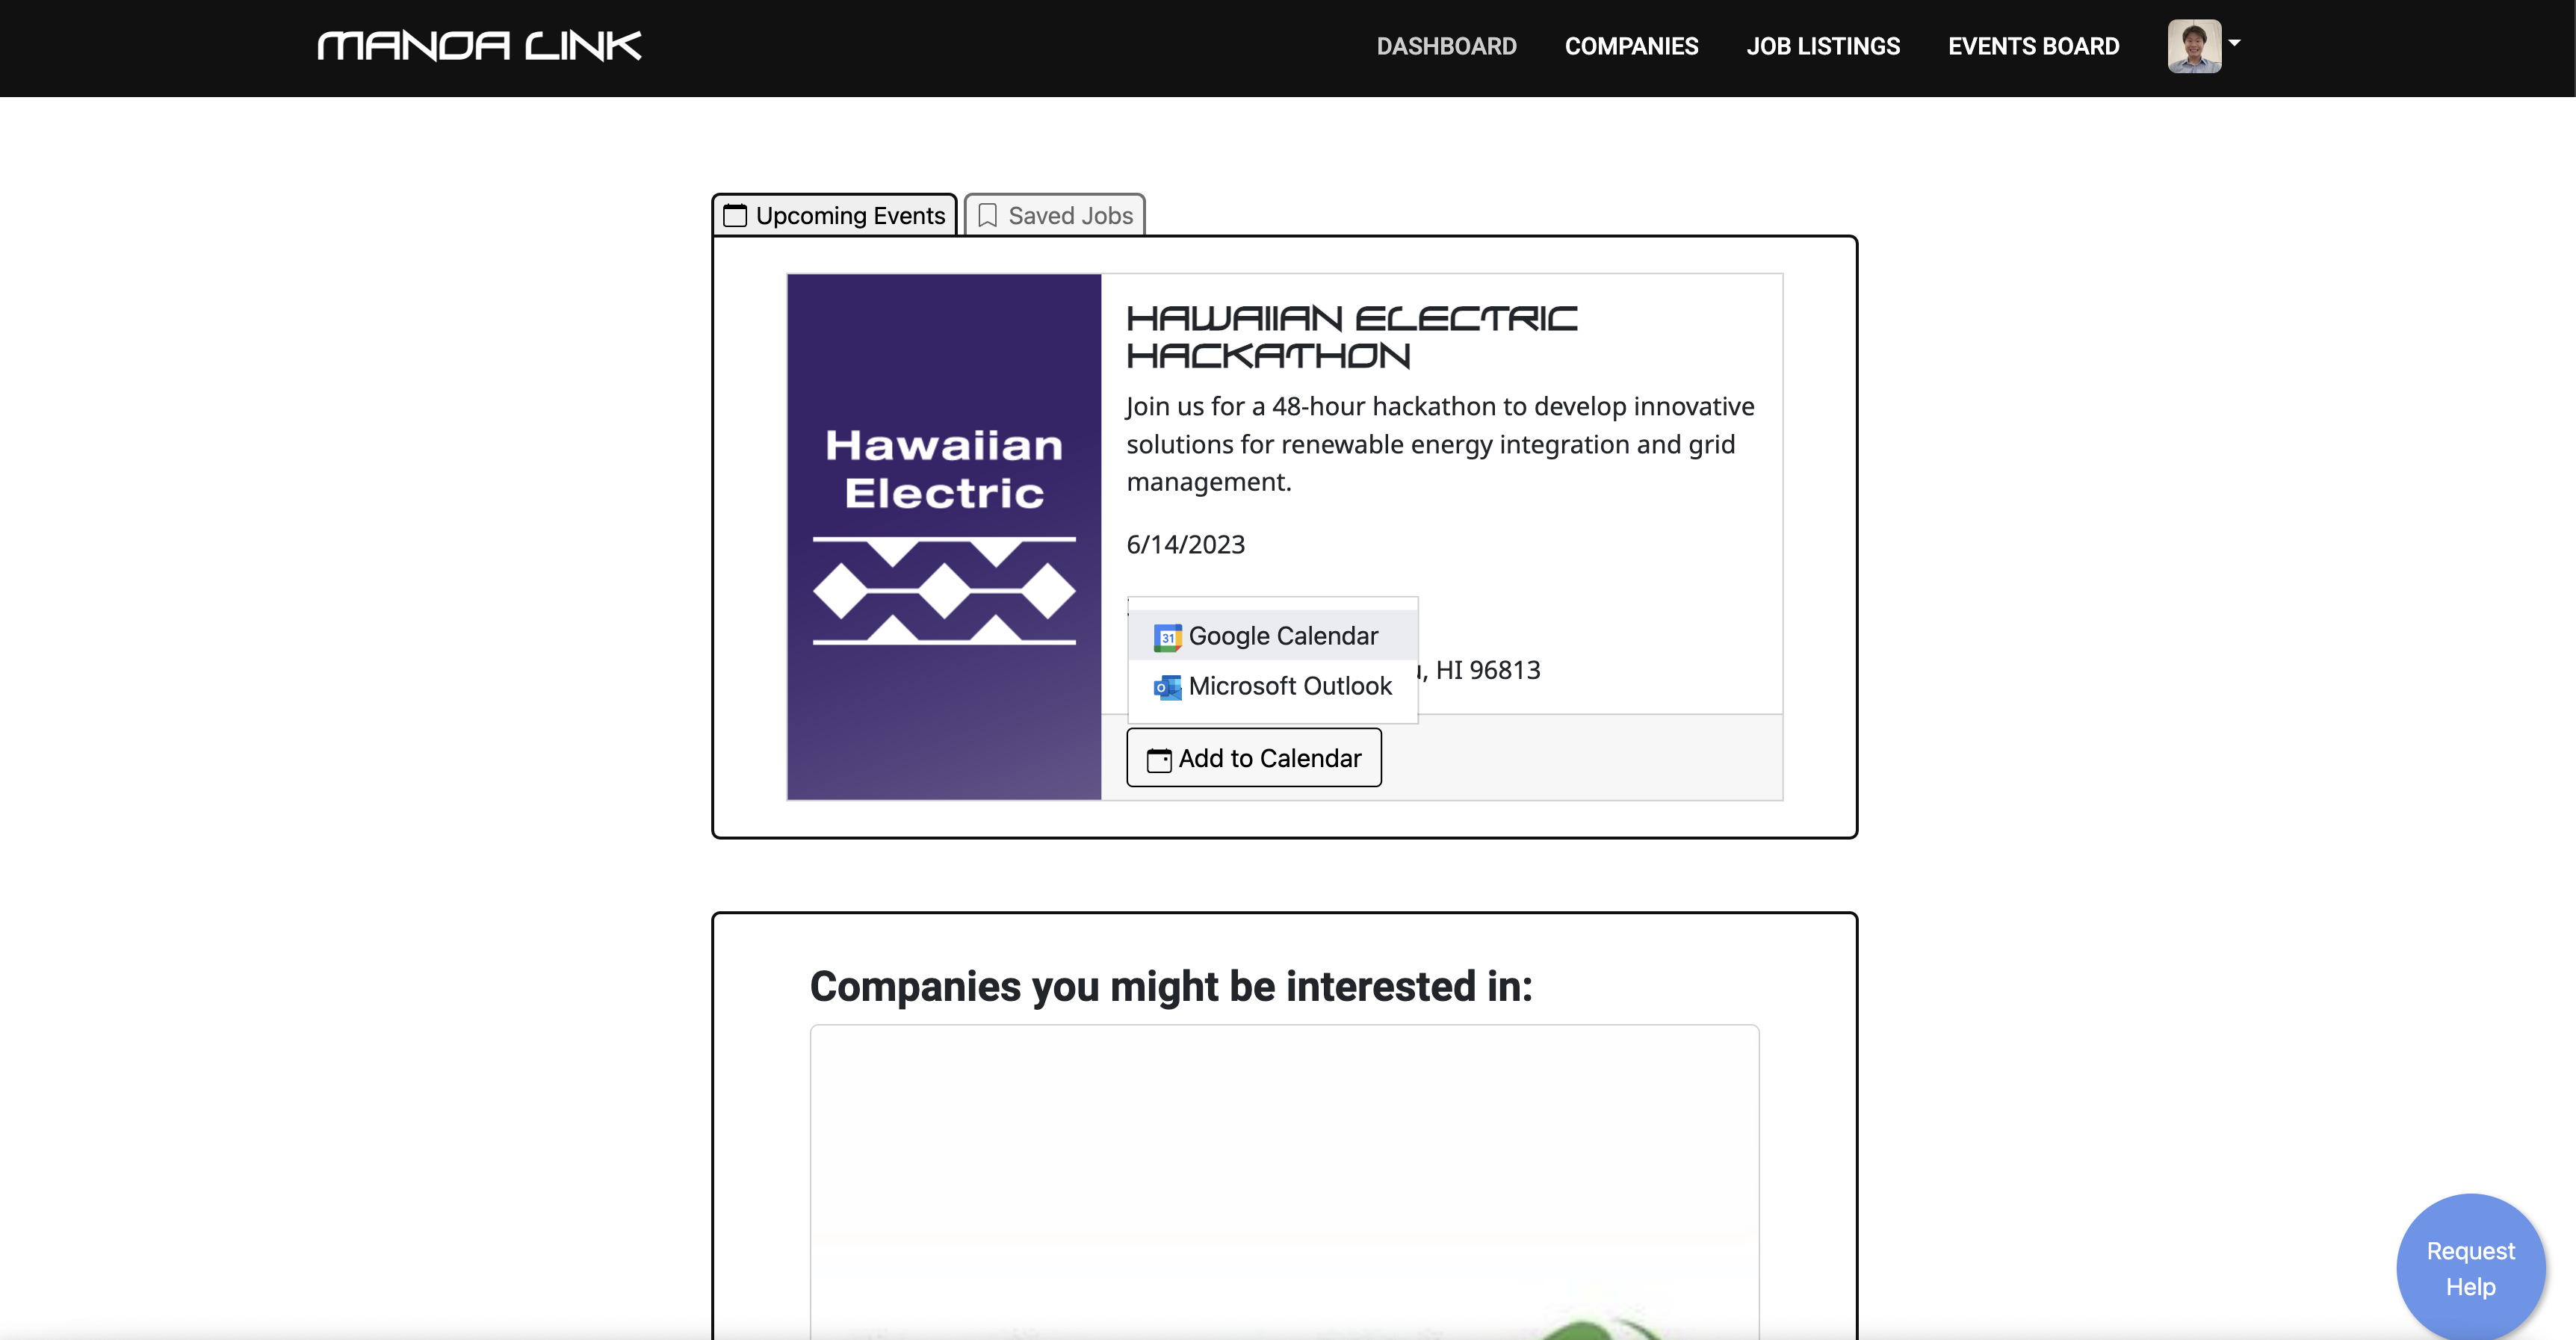 MANOA LINK
DASHBOARD
COMPANIES
JOB LISTINGS
EVENTS BOARD
Upcoming Events
Saved Jobs
Hawaiian
Electric
HAWAIIAN ELECTRIC
HACKATHON
Join us for a 48-hour hackathon to develop innovative
solutions for renewable energy integration and grid
management.
6/14/2023
31 Google Calendar
, HI 96813
Microsoft Outlook
Add to Calendar
Companies you might be interested in:
Request
Help